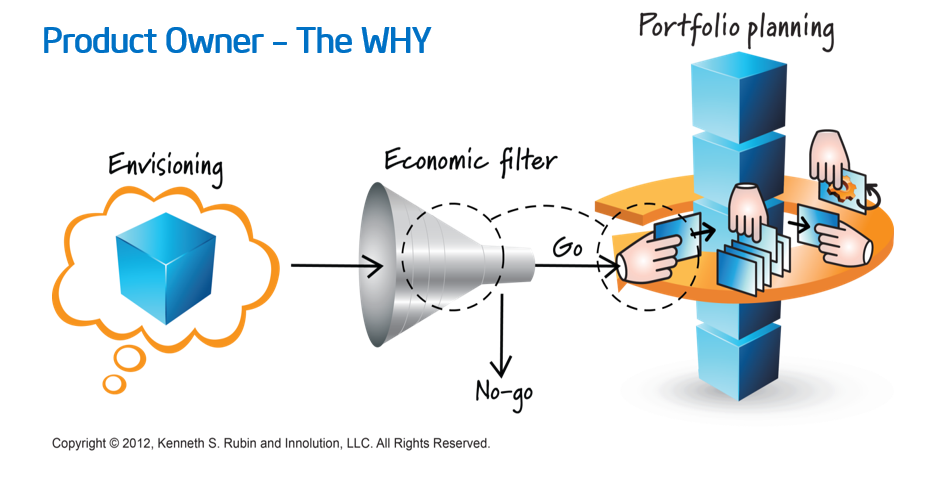 Product Owner – The WHY
Portfolio planning
Envisioning
Economic filter
Go
No-go
Copyright © 2012, Kenneth S. Rubin and Innolution, LLC. All Rights Reserved.